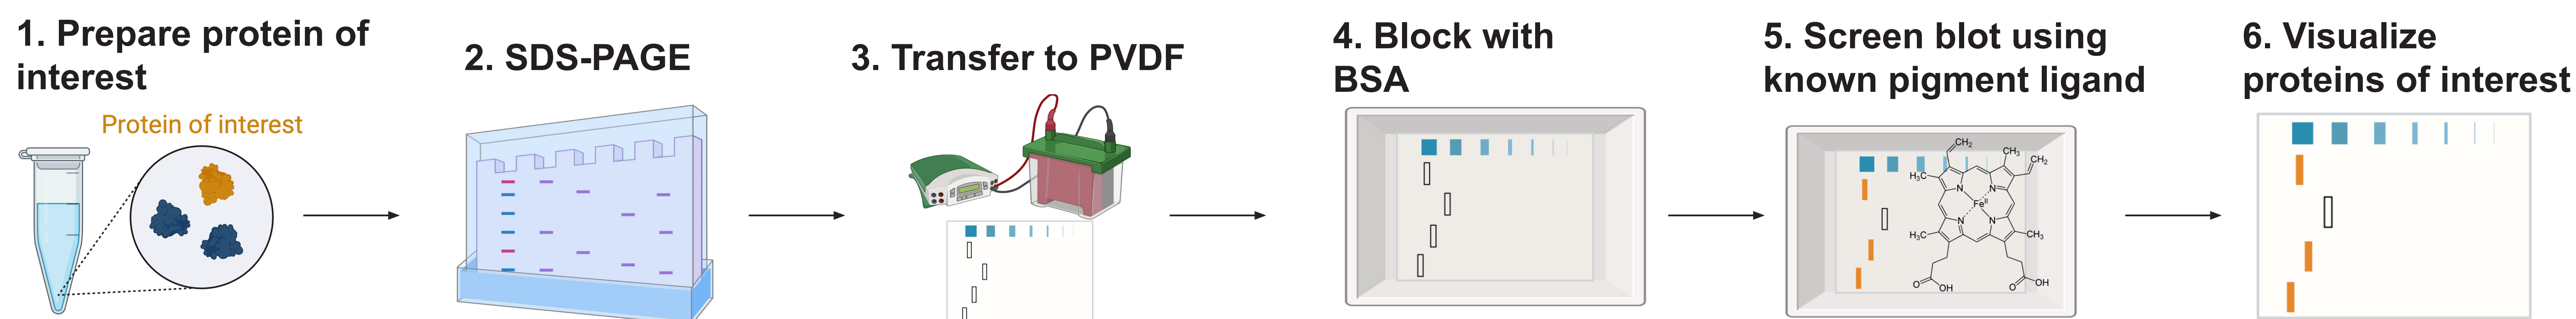 1. Prepare protein of
interest
Protein of interest
2. SDS-PAGE
3. Transfer to PVDF
4. Block with
BSA
5. Screen blot using
known pigment ligand
CH₂
CH₃
CH₂
H₃C
N
N
Feᴵᴵ
N
N
H₃C
CH₃
O
OH
O
OH
6. Visualize
proteins of interest